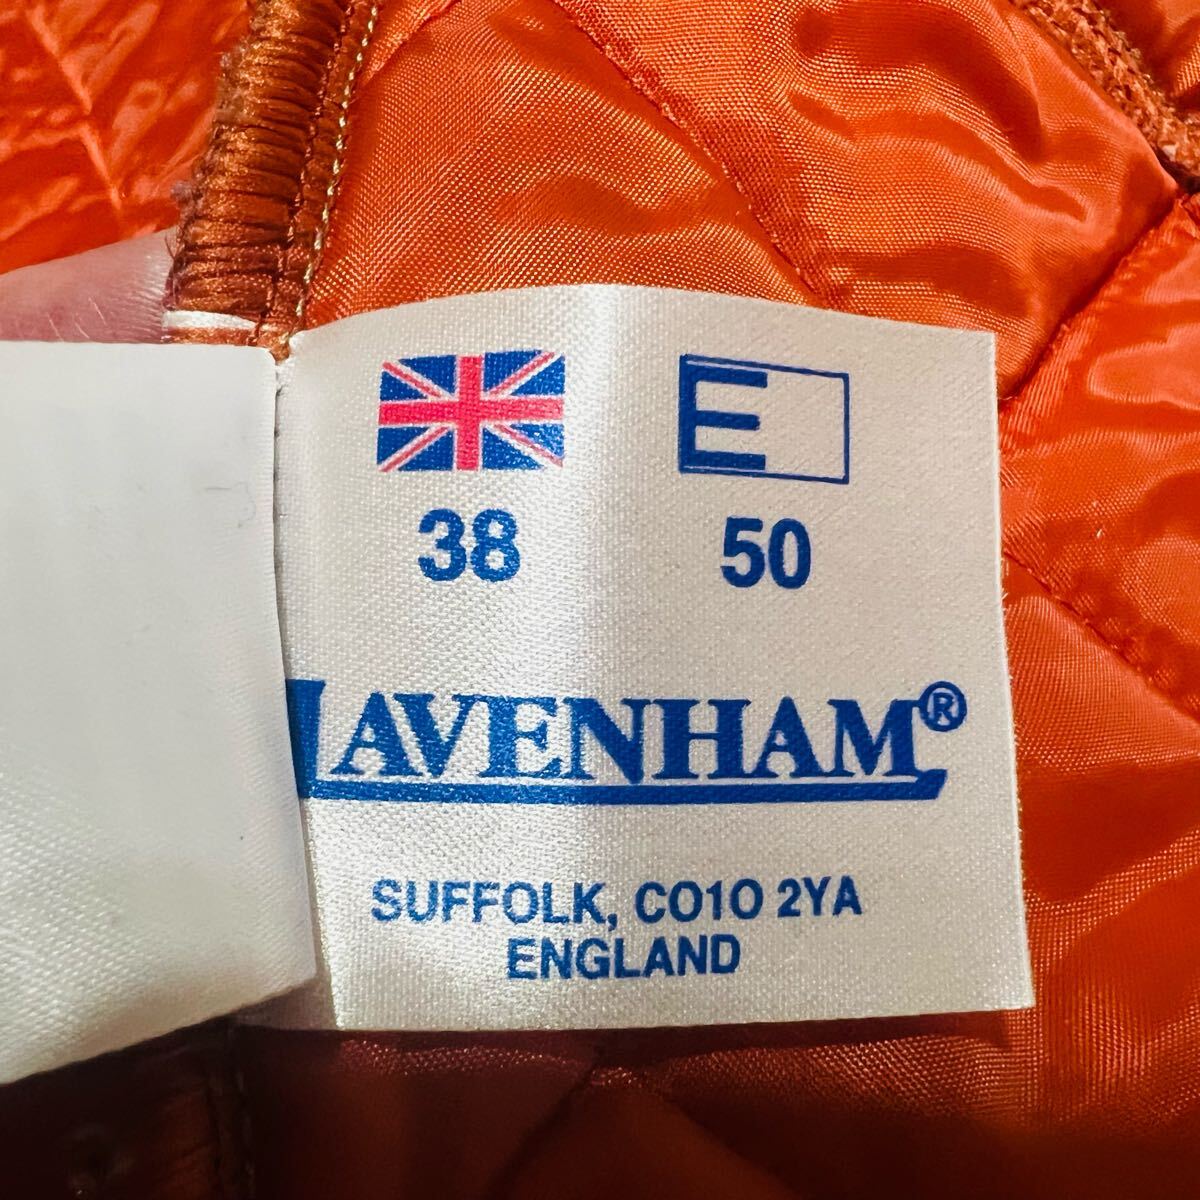 E
38 50
LAVENHAM®
SUFFOLK, CO10 2YA
ENGLAND